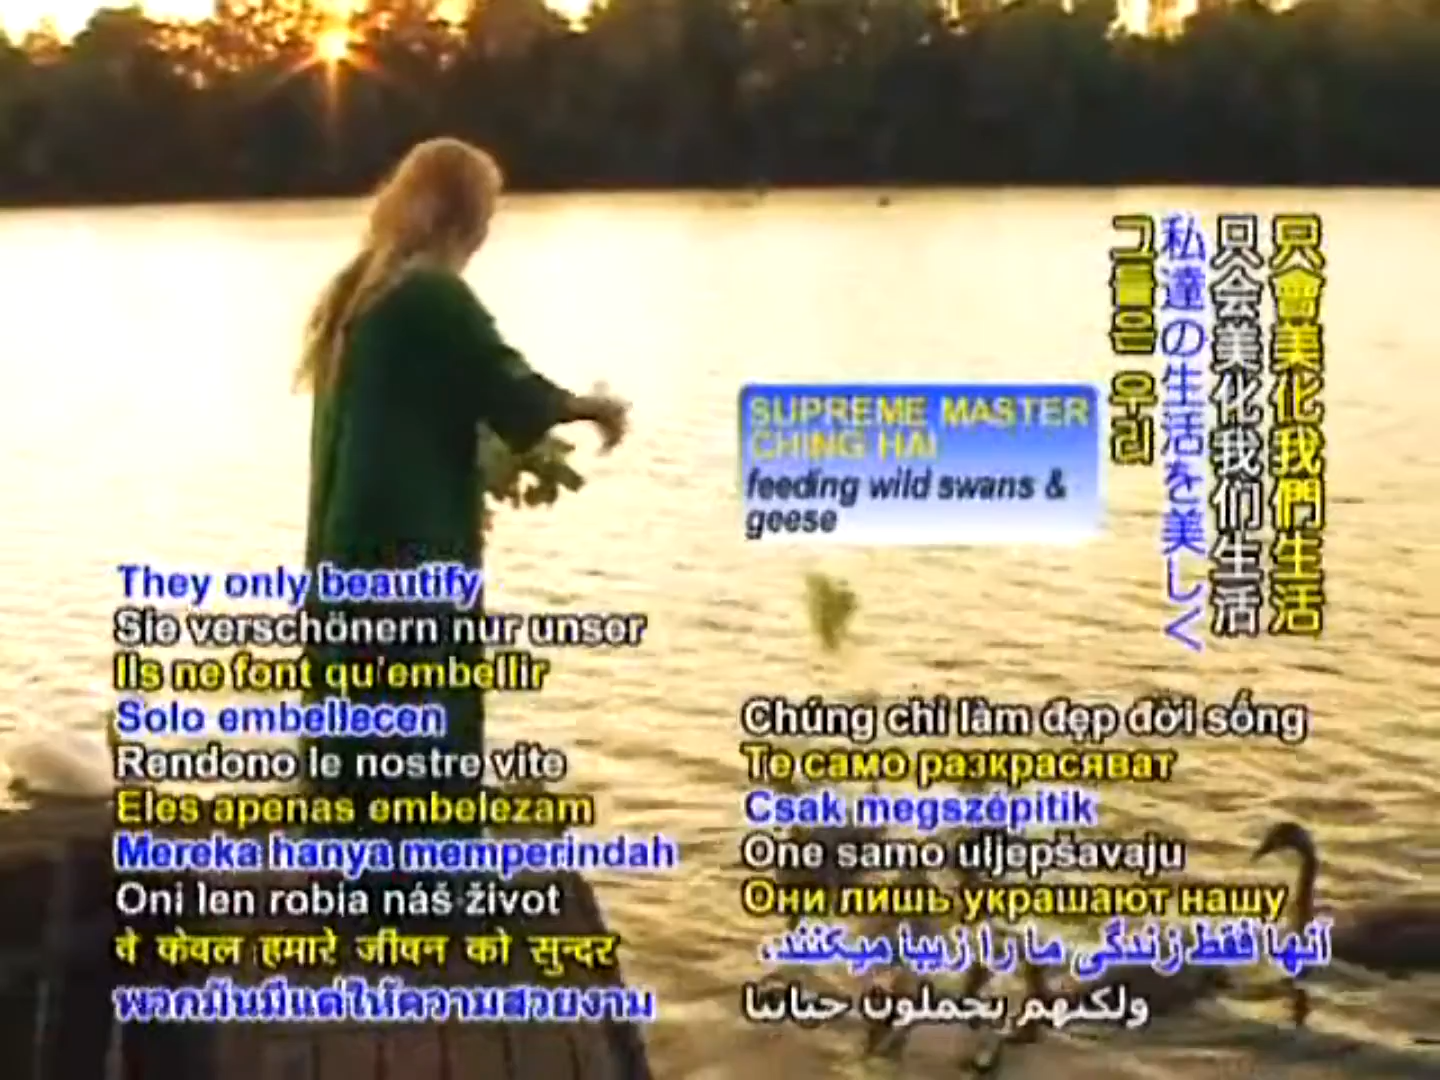 SUPREME MASTER
CHING HAI
feeding wild swans &
geese
只會美化我們生活
只会美化我们生活
私達の生活を美しく
그들은 우리
They only beautify
Sie verschönern nur unser
Ils ne font qu'embellir
Solo embellecen
Rendono le nostre vite
Eles apenas embelezam
Mereka hanya memperindah
Oni len robia náš život
वे केवल हमारे जीवन को सुन्दर
พวกมันมีแต่ให้ความสวยงาม
Chúng chỉ làm đẹp đời sống
Те само разкрасяват
Csak megszépítik
One samo uljepšavaju
Они лишь украшают нашу
آنها فقط زندگی ما را زیبا میکنند،
ولكنهم يجملون حياتنا